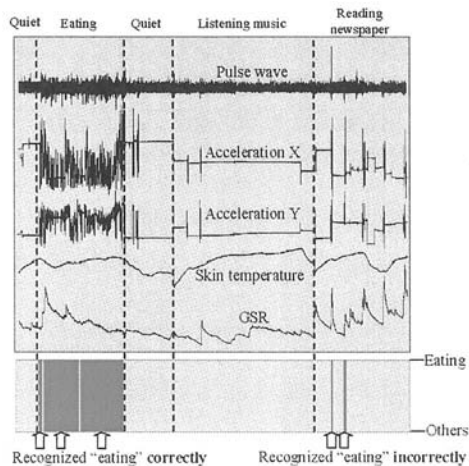 Quiet Eating Quiet Listening music Reading newspaper
Pulse wave
Acceleration X
Acceleration Y
Skin temperature
GSR
Eating
Others
Recognized “eating” correctly Recognized “eating” incorrectly